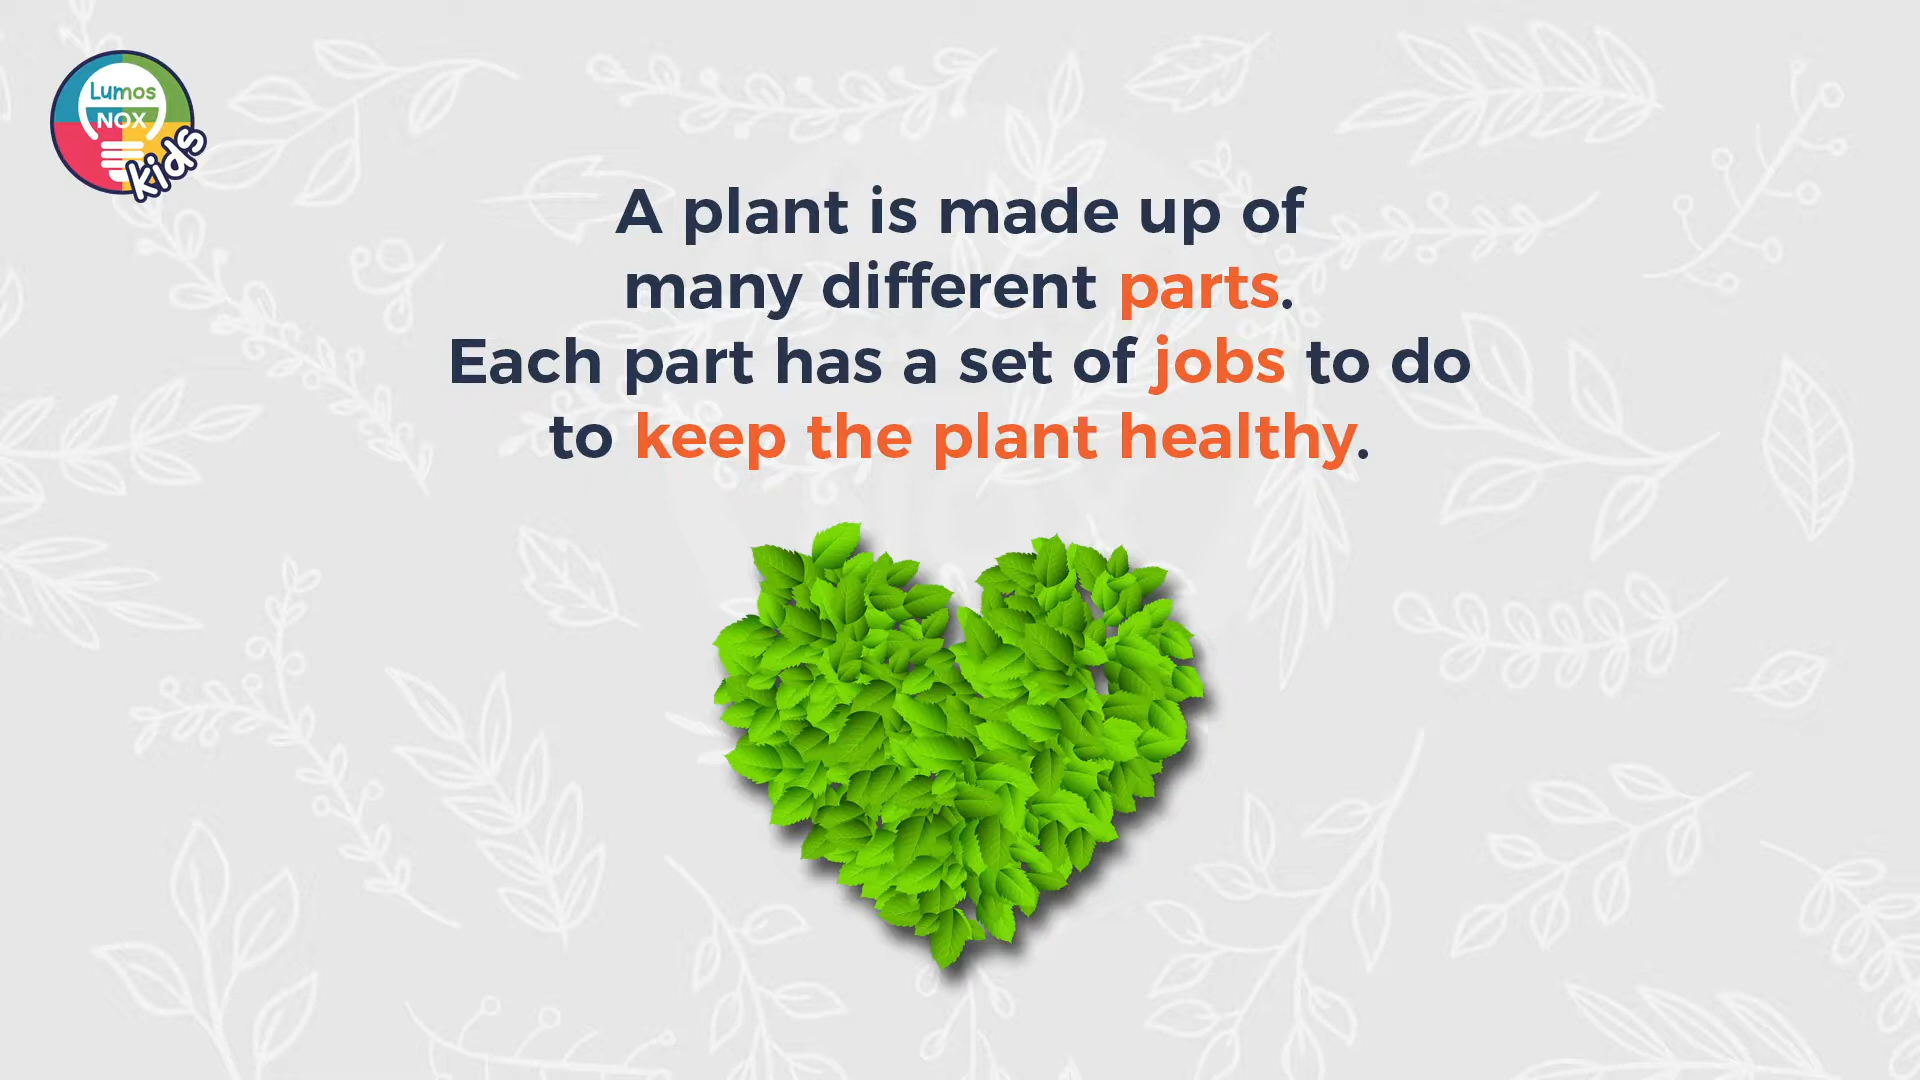 Lumos
NOX
kids
A plant is made up of
many different parts.
Each part has a set of jobs to do
to keep the plant healthy.